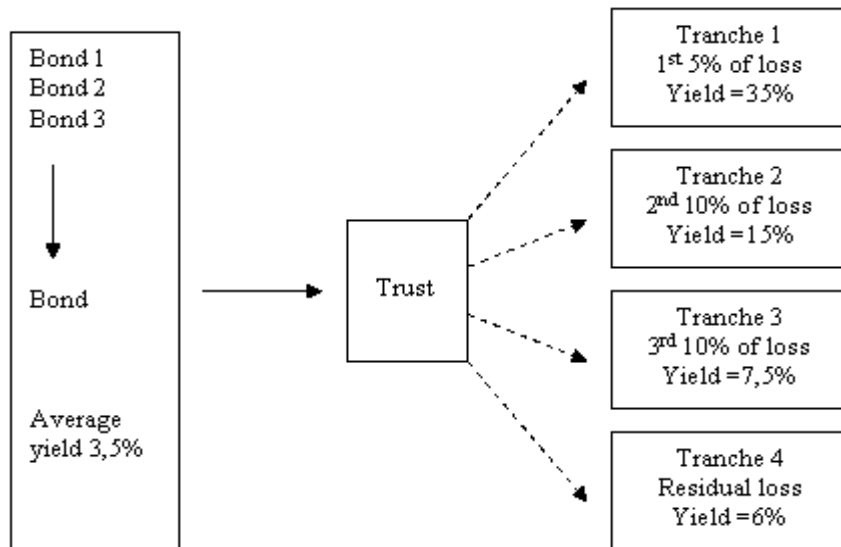 Bond 1
Bond 2
Bond 3
Bond
Average
yield 3,5%
Trust
Tranche 1
1st 5% of loss
Yield =35%
Tranche 2
2nd 10% of loss
Yield =15%
Tranche 3
3rd 10% of loss
Yield =7,5%
Tranche 4
Residual loss
Yield =6%